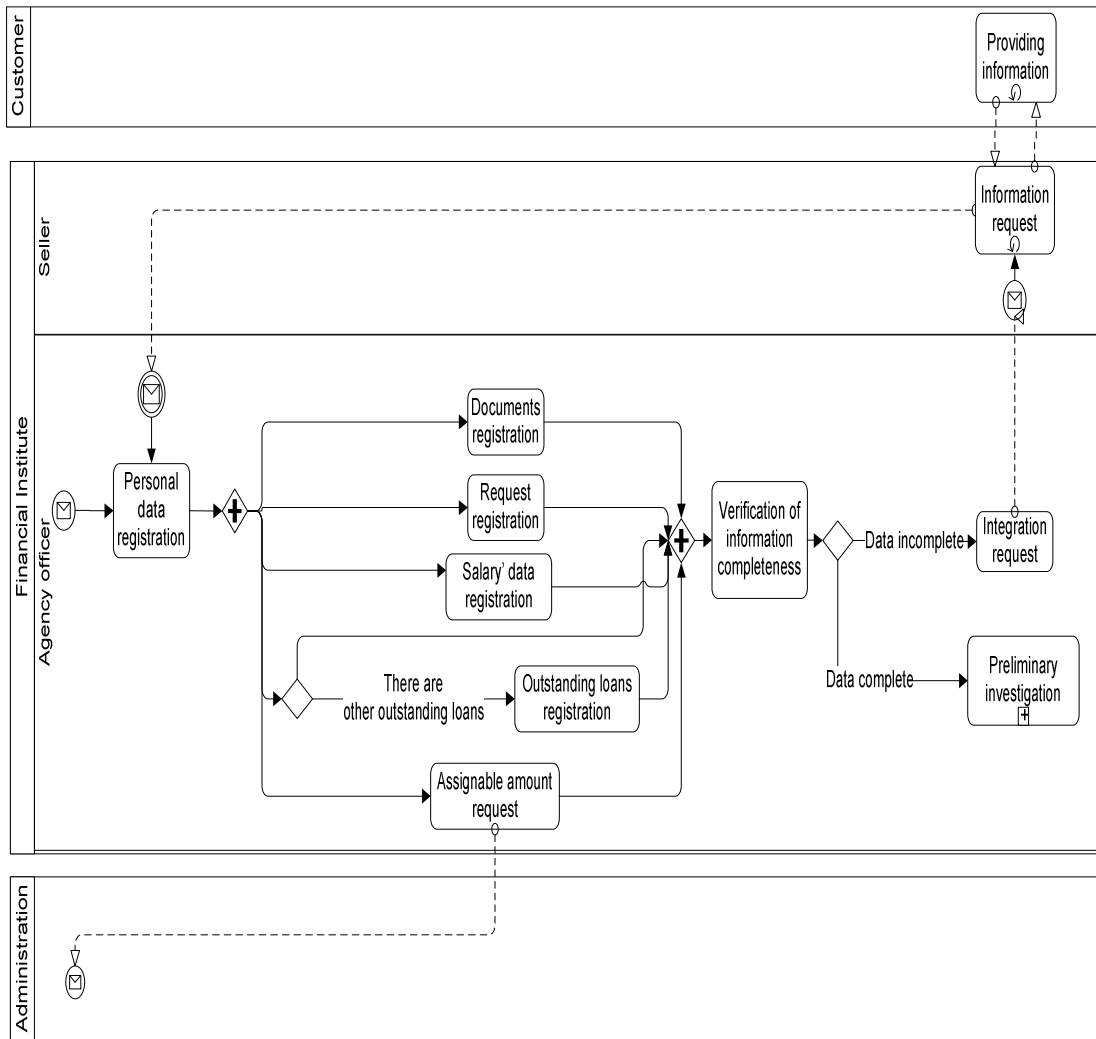 Customer
Providing
information
Financial Institute
Seller
Information
request
Agency officer
Personal
data
registration
Documents
registration
Request
registration
Salary' data
registration
There are
other outstanding loans
Outstanding loans
registration
Assignable amount
request
Verification of
information
completeness
Data incomplete
Integration
request
Data complete
Preliminary
investigation
Administration